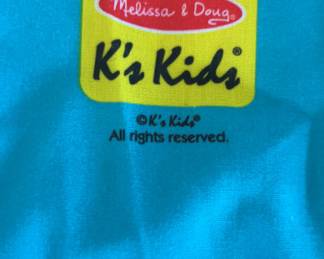 Melissa & Doug®
K's Kids®
©K's Kids®
All rights reserved.